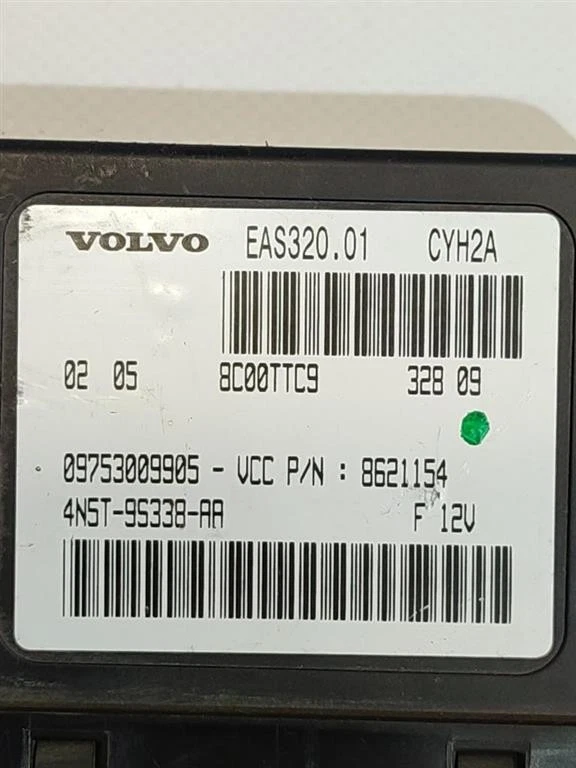 VOLVO EAS320.01 CYH2A
02 05 8C00TTC9 328 09
09753009905 - VCC P/N : 8621154
4N5T-9S338-AA F 12V